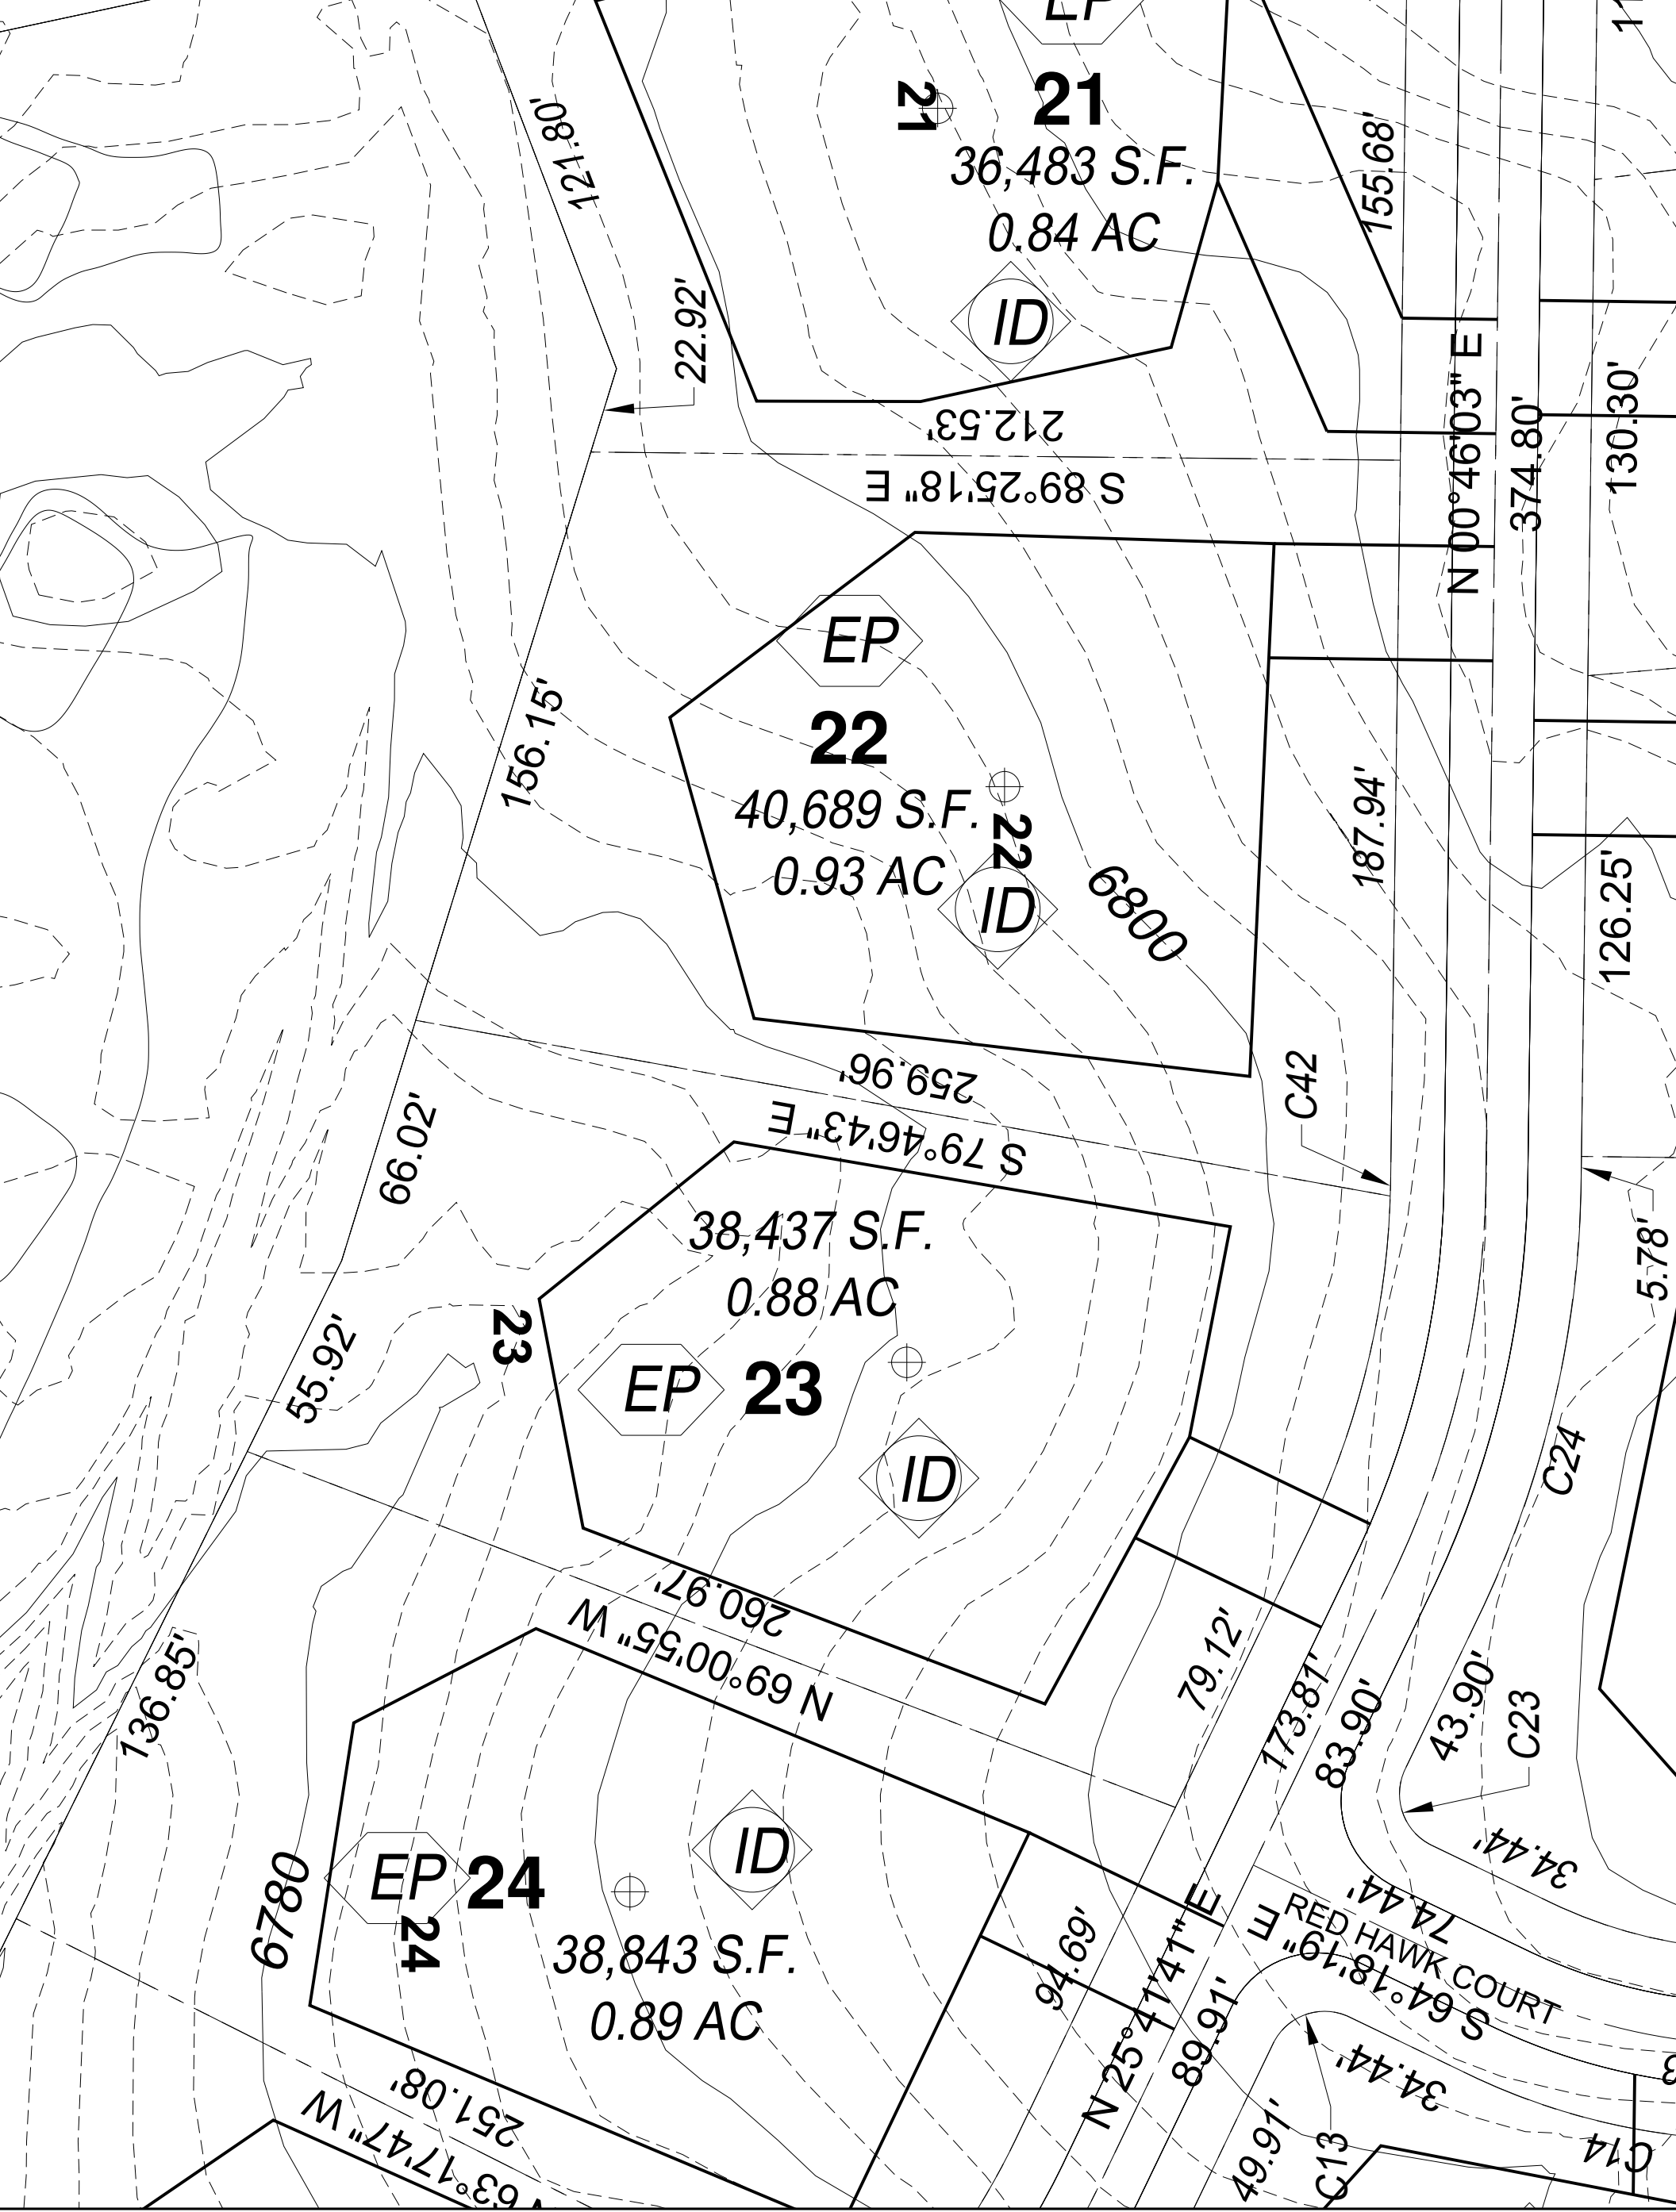 EP
11
121.80'
21
21
36,483 S.F.
0.84 AC
155.68'
ID
22.92'
212.53'
S 89°25'18" E
N 00°46'03" E
374.80'
130.30'
EP
156.15'
22
40,689 S.F.
0.93 AC
22
ID
6800
187.94'
126.25'
259.96'
S 79°46'43" E
C42
66.02'
38,437 S.F.
0.88 AC
5.78'
55.92'
23
EP
23
ID
C24
260.97'
N 69°00'55" W
79.12'
173.81'
83.90'
43.90'
C23
136.85'
34.44'
74.44'
ID
6780
EP
24
24
38,843 S.F.
0.89 AC
RED HAWK COURT
S 64°18'19" E
94.69'
N 25°41'41" E
89.91'
34.44'
251.08'
N 63°17'47" W
49.91'
C13
C14